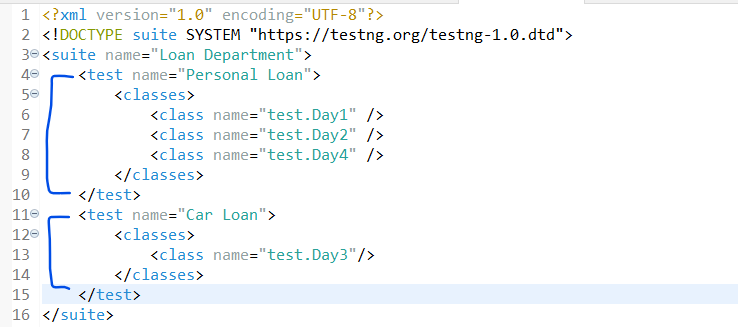 1 <?xml version="1.0" encoding="UTF-8"?>
2 <!DOCTYPE suite SYSTEM "https://testng.org/testng-1.0.dtd">
3 <suite name="Loan Department">
4 <test name="Personal Loan">
5 <classes>
6 <class name="test.Day1" />
7 <class name="test.Day2" />
8 <class name="test.Day4" />
9 </classes>
10 </test>
11 <test name="Car Loan">
12 <classes>
13 <class name="test.Day3"/>
14 </classes>
15 </test>
16 </suite>